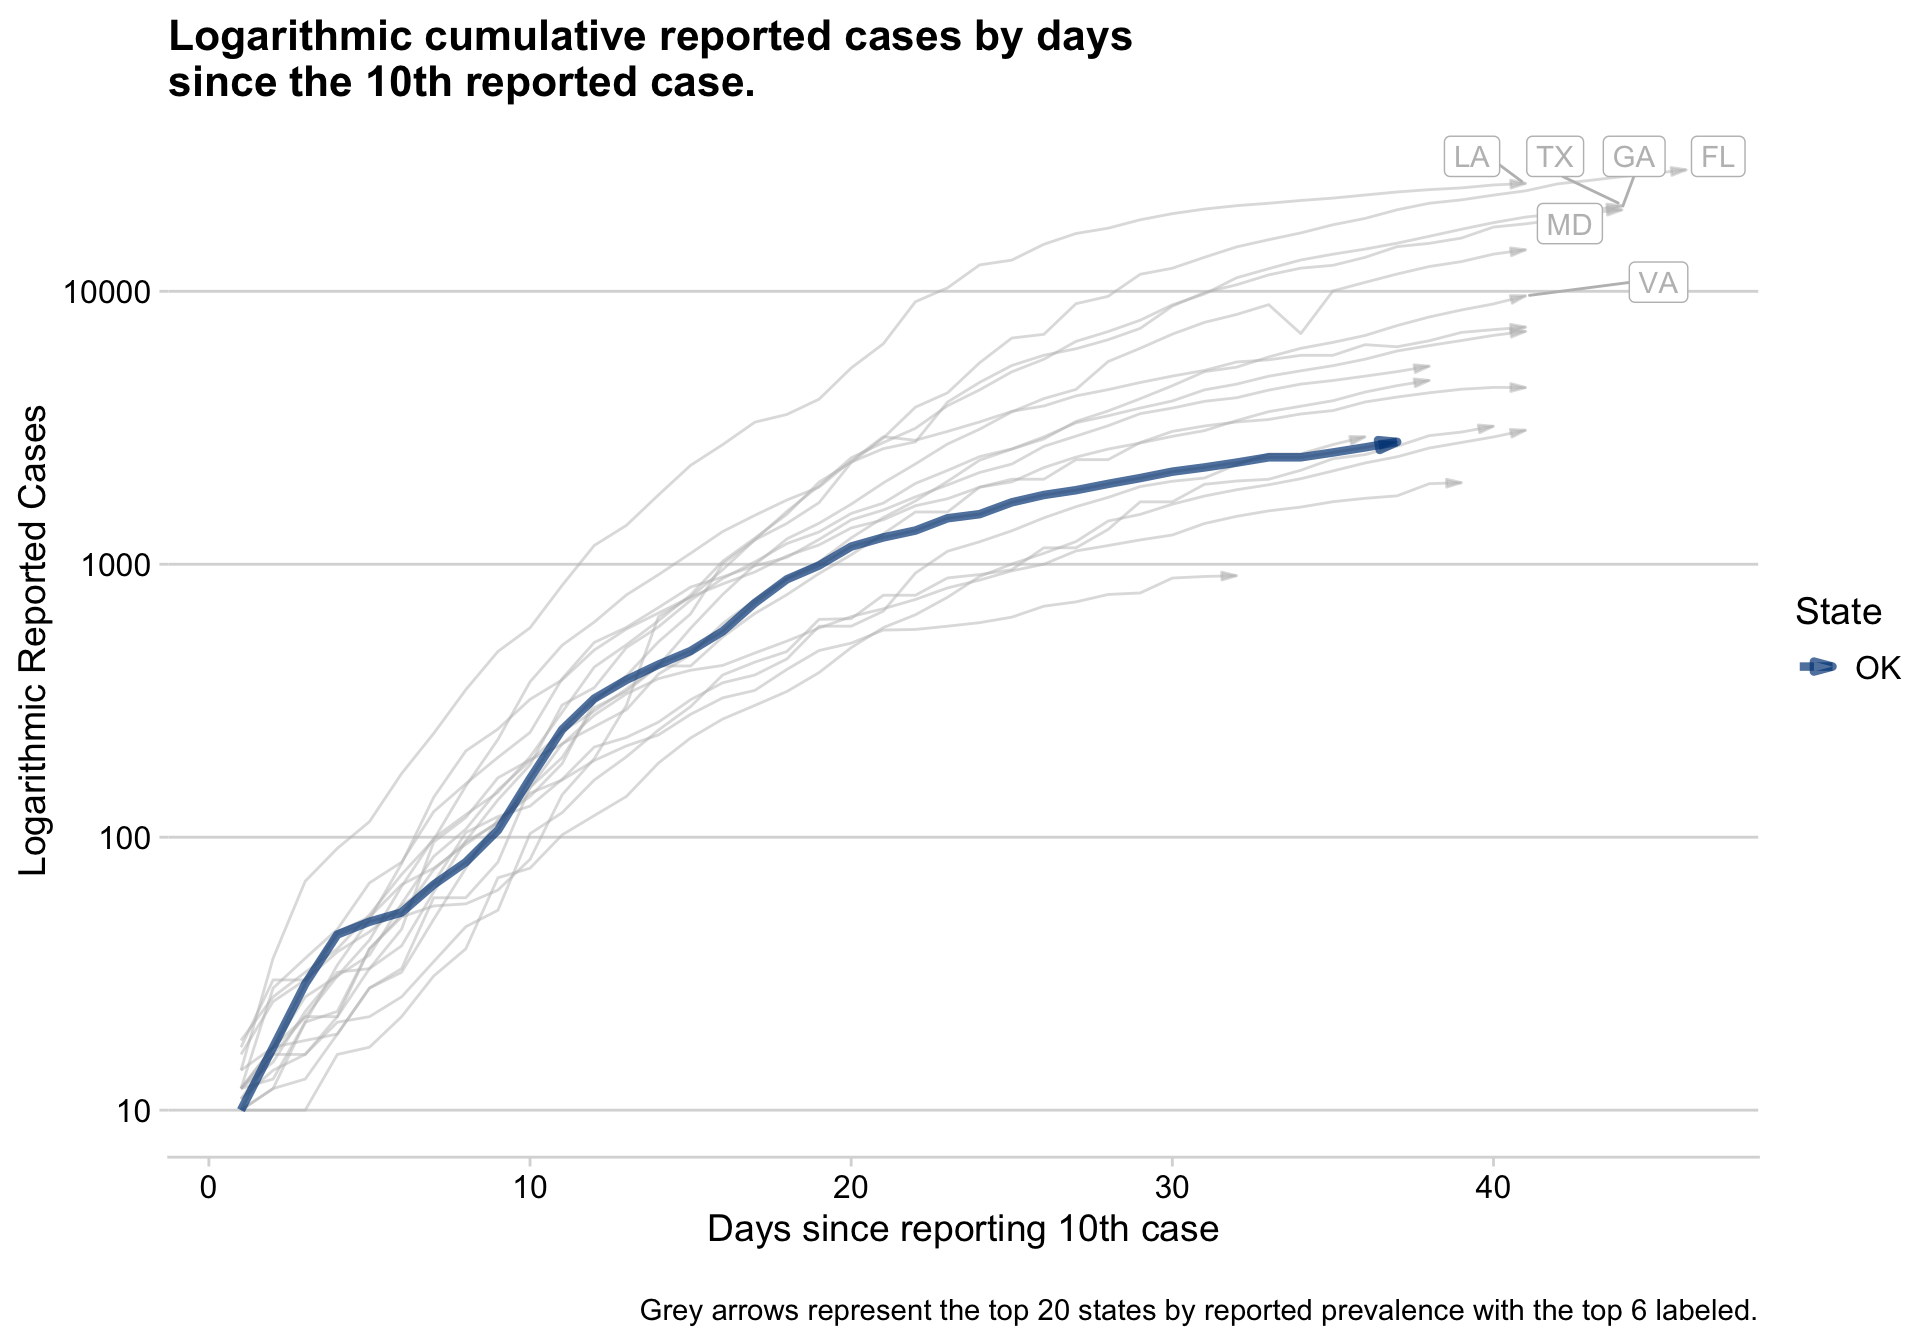 Logarithmic cumulative reported cases by days
since the 10th reported case.
LA
TX
GA
FL
MD
VA
10000
1000
100
10
Logarithmic Reported Cases
0
10
20
30
40
Days since reporting 10th case
State
OK
Grey arrows represent the top 20 states by reported prevalence with the top 6 labeled.